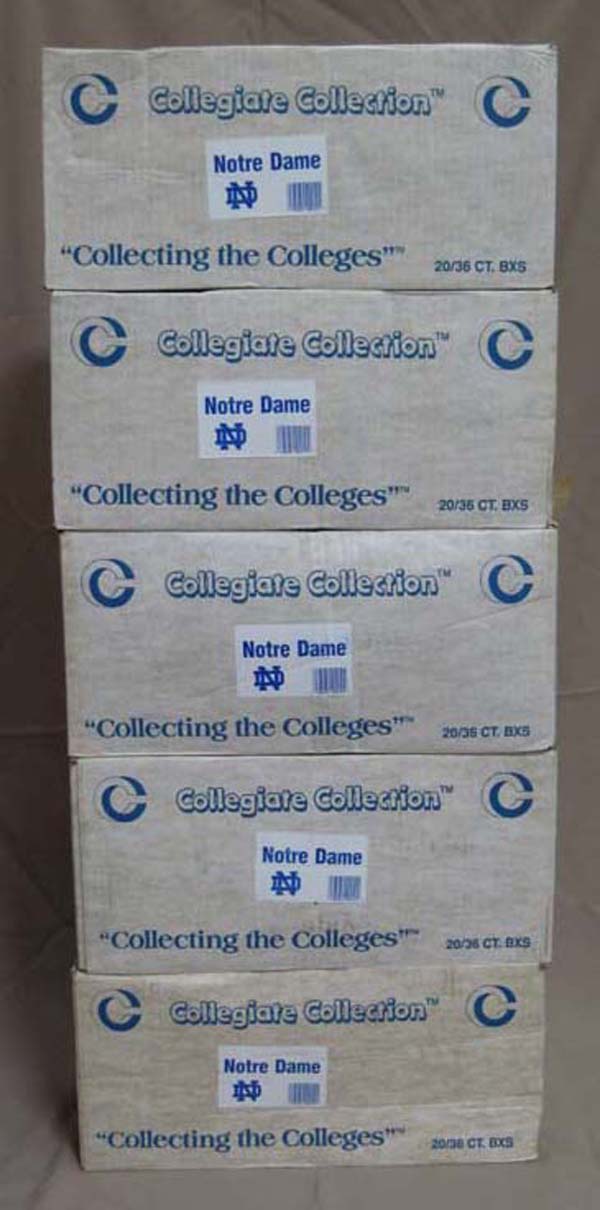 Collegiate Collection™
Notre Dame
ND
“Collecting the Colleges”™
20/36 CT. BXS
Collegiate Collection™
Notre Dame
ND
“Collecting the Colleges”™
20/36 CT. BXS
Collegiate Collection™
Notre Dame
ND
“Collecting the Colleges”™
20/36 CT. BXS
Collegiate Collection™
Notre Dame
ND
“Collecting the Colleges”™
20/36 CT. BXS
Collegiate Collection™
Notre Dame
ND
“Collecting the Colleges”™
20/36 CT. BXS